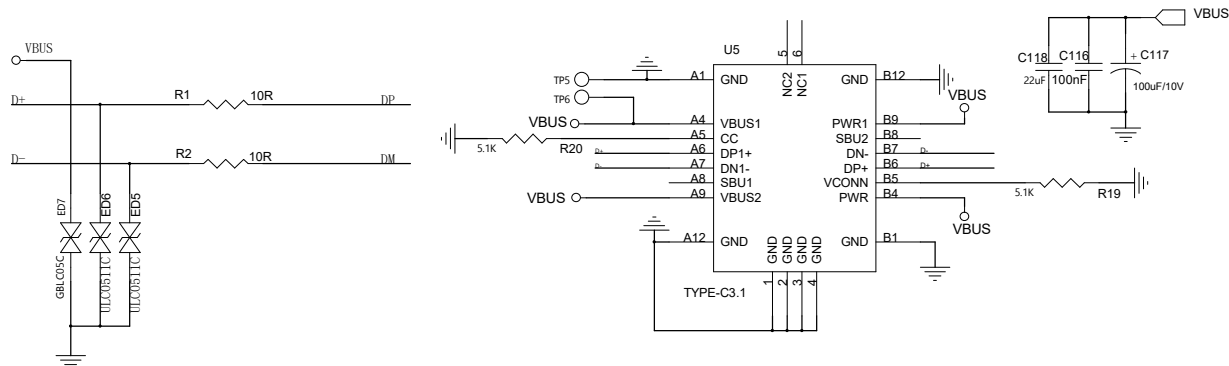 VBUS
D+
R1
10R
DP
D-
R2
10R
DM
ED7
ED6
ED5
GBLC05C
ULC0511C
ULC0511C
U5
5
6
NC2
NC1
TP5
A1
GND
GND
B12
TP6
VBUS
VBUS
A4
VBUS1
PWR1
B9
A5
CC
SBU2
B8
5.1K
R20
D+
A6
DP1+
DN-
B7
D-
D-
A7
DN1-
DP+
B6
D+
A8
SBU1
VCONN
B5
5.1K
R19
VBUS
A9
VBUS2
PWR
B4
VBUS
A12
GND
GND
B1
GND
GND
GND
GND
1
2
3
4
TYPE-C3.1
VBUS
C118
C116
+
C117
22uF
100nF
100uF/10V